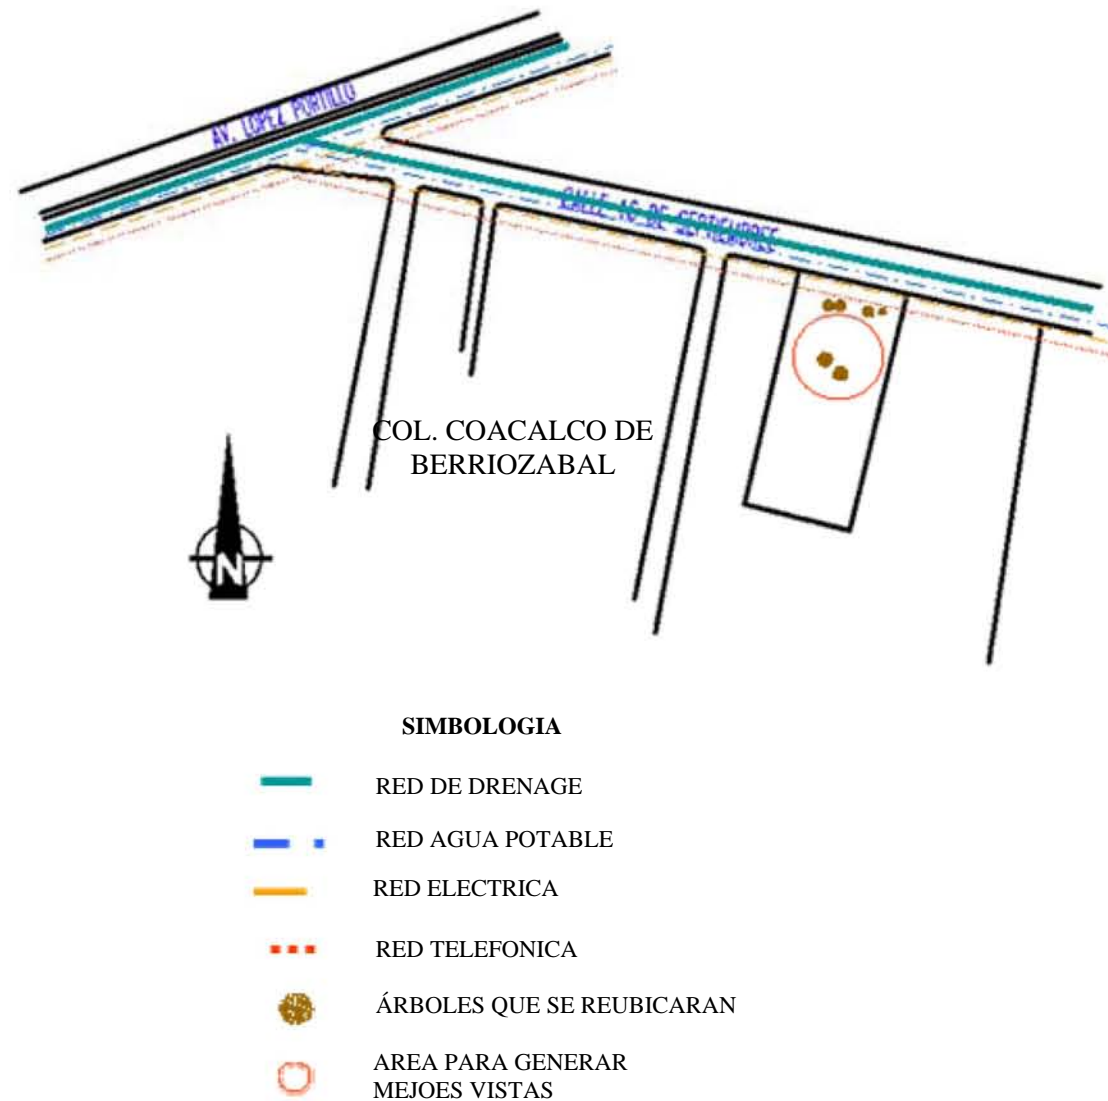 AV. LOPEZ PORTILLO
CALLE 16 DE SEPTIEMBRE
COL. COACALCO DE
BERRIOZABAL
N
SIMBOLOGIA
RED DE DRENAGE
RED AGUA POTABLE
RED ELECTRICA
RED TELEFONICA
ÁRBOLES QUE SE REUBICARAN
AREA PARA GENERAR
MEJOES VISTAS